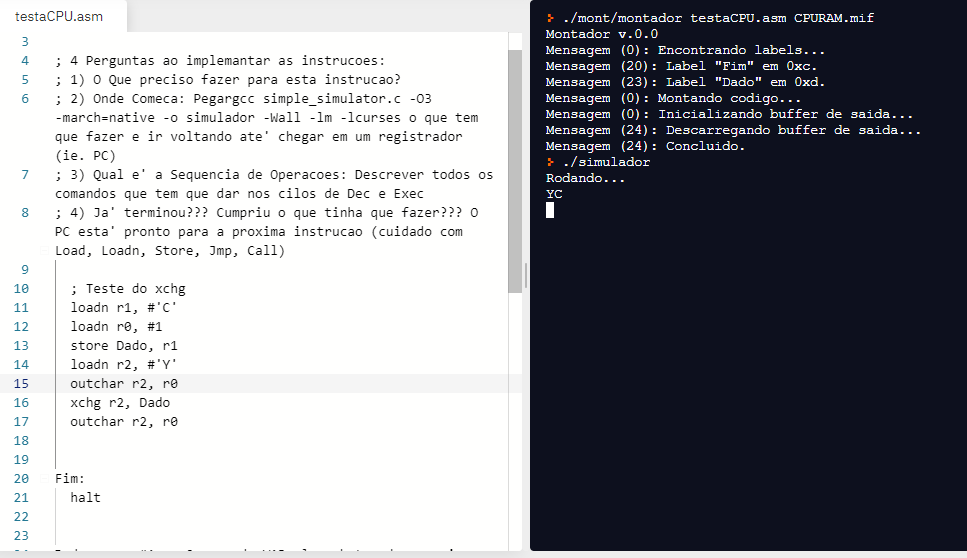 testaCPU.asm
3
4 ; 4 Perguntas ao implemantar as instrucoes:
5 ; 1) O Que preciso fazer para esta instrucao?
6 ; 2) Onde Comeca: Pegargcc simple_simulator.c -O3
-march=native -o simulador -Wall -lm -lcurses o que tem
que fazer e ir voltando ate' chegar em um registrador
(ie. PC)
7 ; 3) Qual e' a Sequencia de Operacoes: Descrever todos os
comandos que tem que dar nos cilos de Dec e Exec
8 ; 4) Ja' terminou??? Cumpriu o que tinha que fazer??? O
PC esta' pronto para a proxima instrucao (cuidado com
Load, Loadn, Store, Jmp, Call)
9
10 ; Teste do xchg
11 loadn r1, #'C'
12 loadn r0, #1
13 store Dado, r1
14 loadn r2, #'Y'
15 outchar r2, r0
16 xchg r2, Dado
17 outchar r2, r0
18
19
20 Fim:
21 halt
22
23
> ./mont/montador testaCPU.asm CPURAM.mif
Montador v.0.0
Mensagem (0): Encontrando labels...
Mensagem (20): Label "Fim" em 0xc.
Mensagem (23): Label "Dado" em 0xd.
Mensagem (0): Montando codigo...
Mensagem (0): Inicializando buffer de saida...
Mensagem (24): Descarregando buffer de saida...
Mensagem (24): Concluido.
> ./simulador
Rodando...
YC